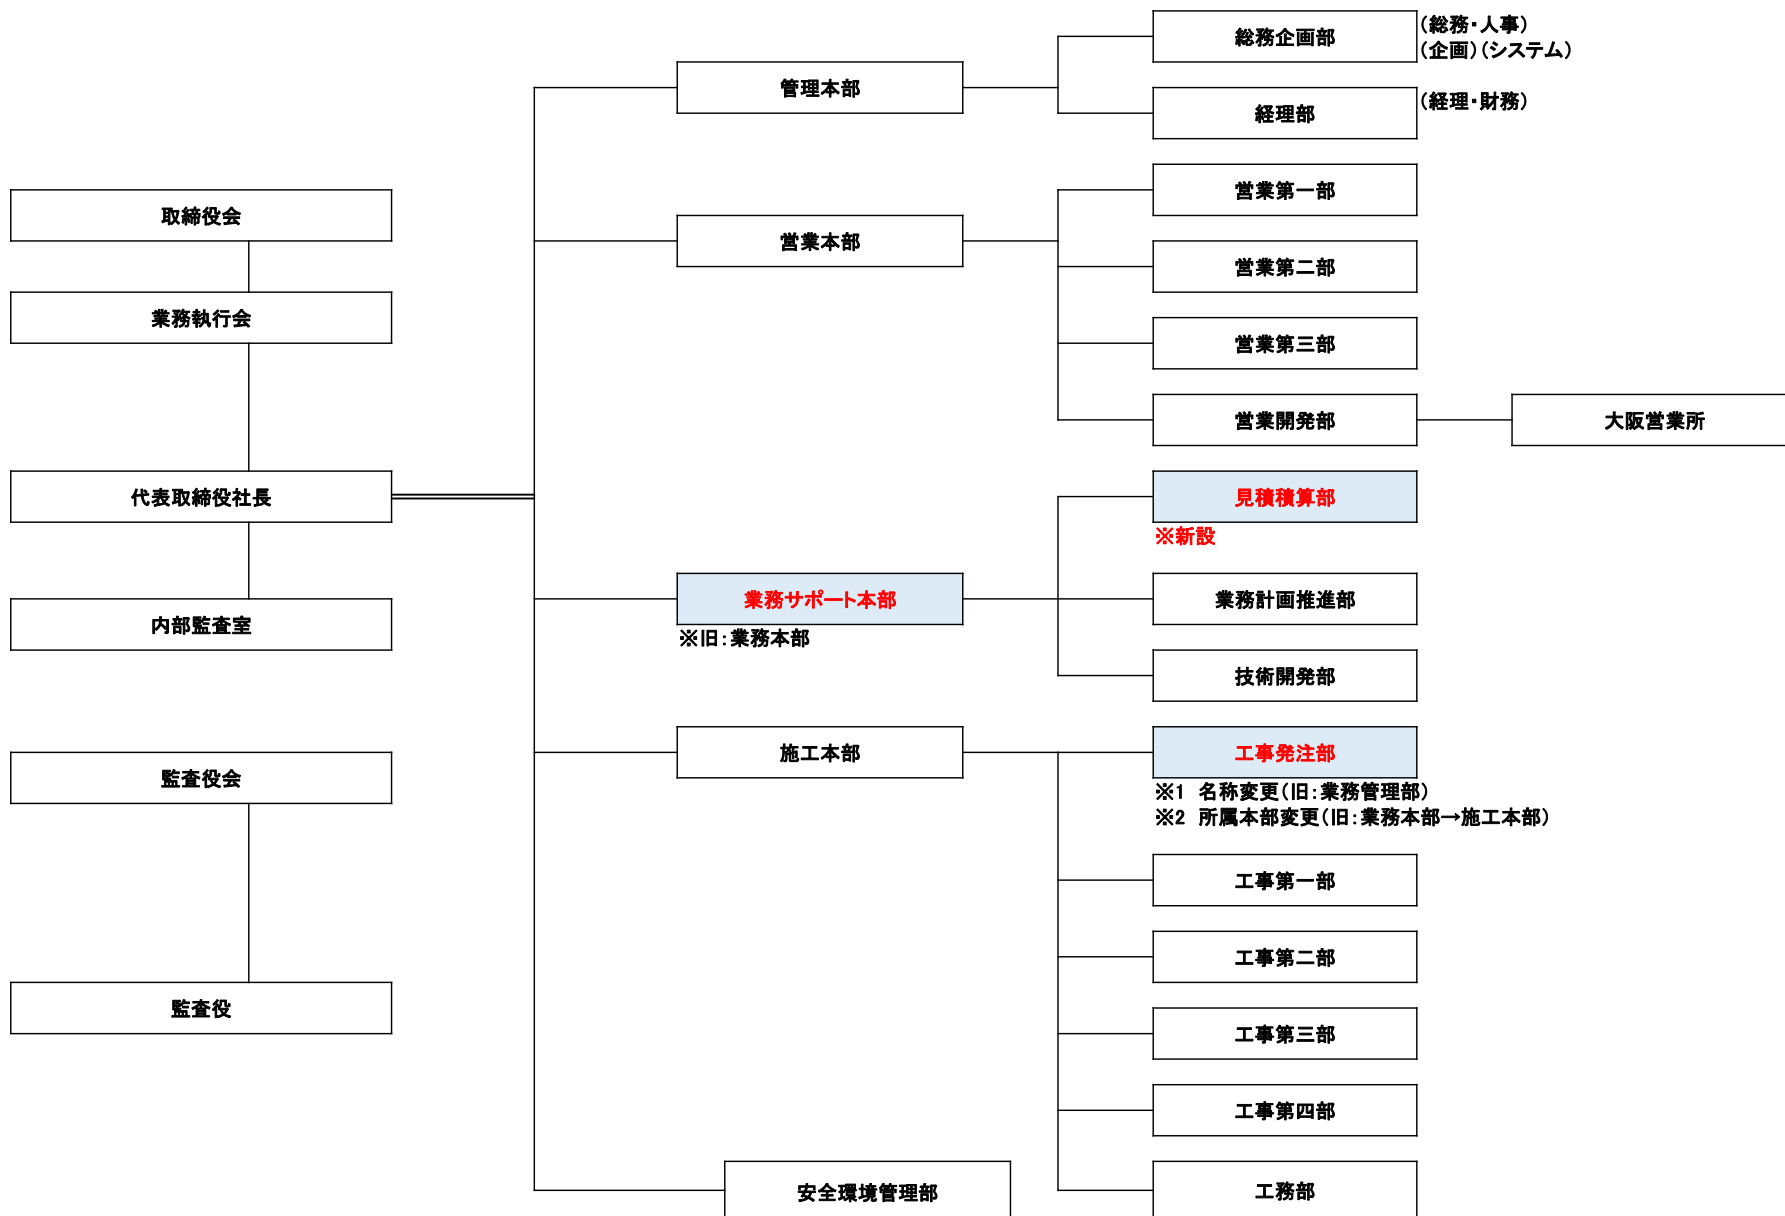 取締役会
業務執行会
代表取締役社長
内部監査室
監査役会
監査役
管理本部
総務企画部
(総務・人事)
(企画)(システム)
経理部
(経理・財務)
営業本部
営業第一部
営業第二部
営業第三部
営業開発部
大阪営業所
業務サポート本部
※旧:業務本部
見積積算部
※新設
業務計画推進部
技術開発部
施工本部
工事発注部
※1 名称変更(旧:業務管理部)
※2 所属本部変更(旧:業務本部→施工本部)
工事第一部
工事第二部
工事第三部
工事第四部
工務部
安全環境管理部